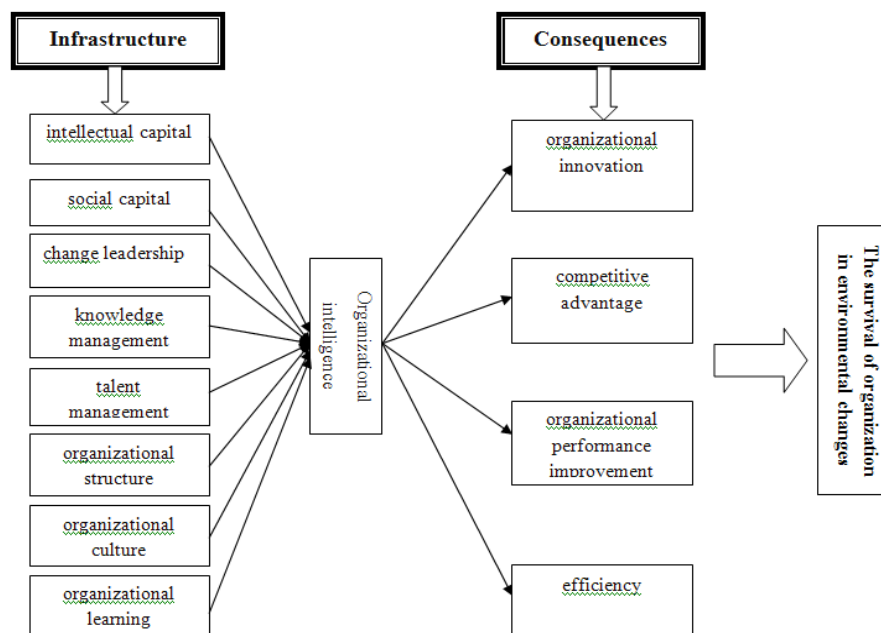 Infrastructure
Consequences
intellectual capital
social capital
change leadership
knowledge
management
talent
management
organizational
structure
organizational
culture
organizational
learning
Organizational
intelligence
organizational
innovation
competitive
advantage
organizational
performance
improvement
efficiency
The survival of organization
in environmental changes